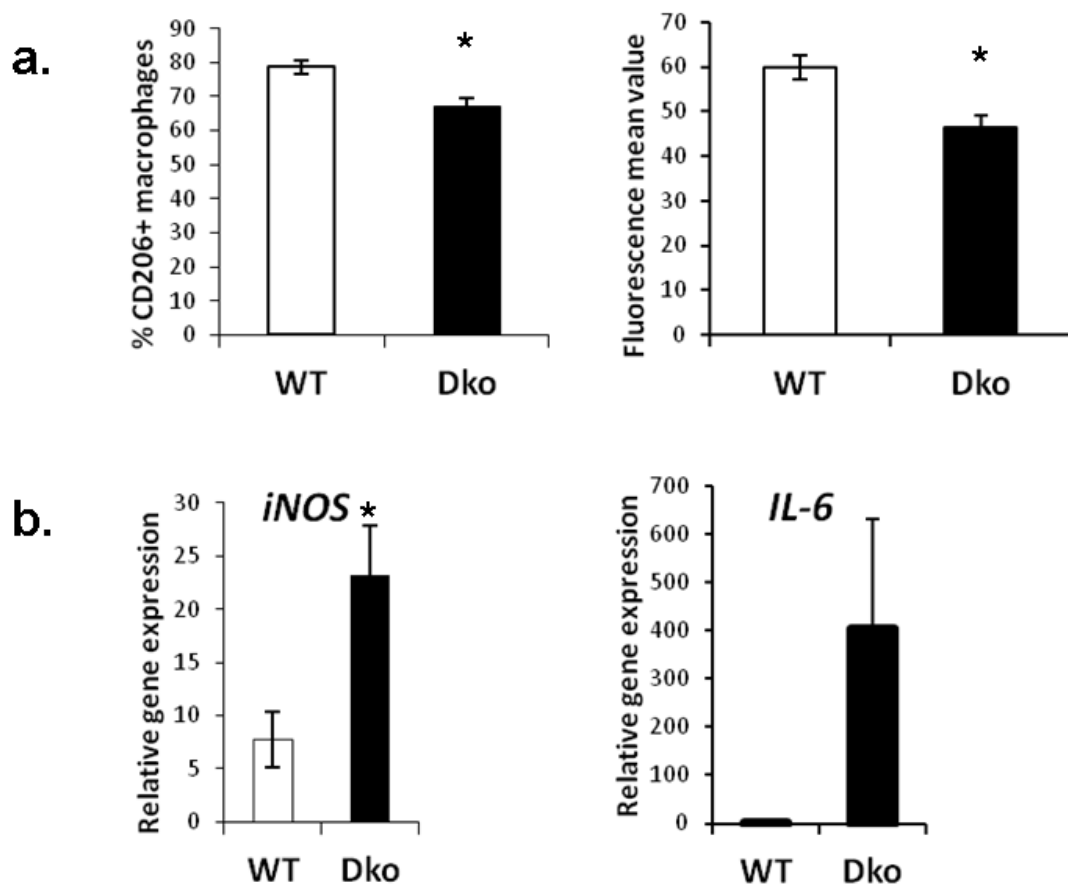 a.
% CD206+ macrophages
90
80
70
60
50
40
30
20
10
0
*
WT
Dko
Fluorescence mean value
70
60
50
40
30
20
10
0
*
WT
Dko
b.
Relative gene expression
30
25
20
15
10
5
0
iNOS *
WT
Dko
Relative gene expression
700
600
500
400
300
200
100
0
IL-6
WT
Dko